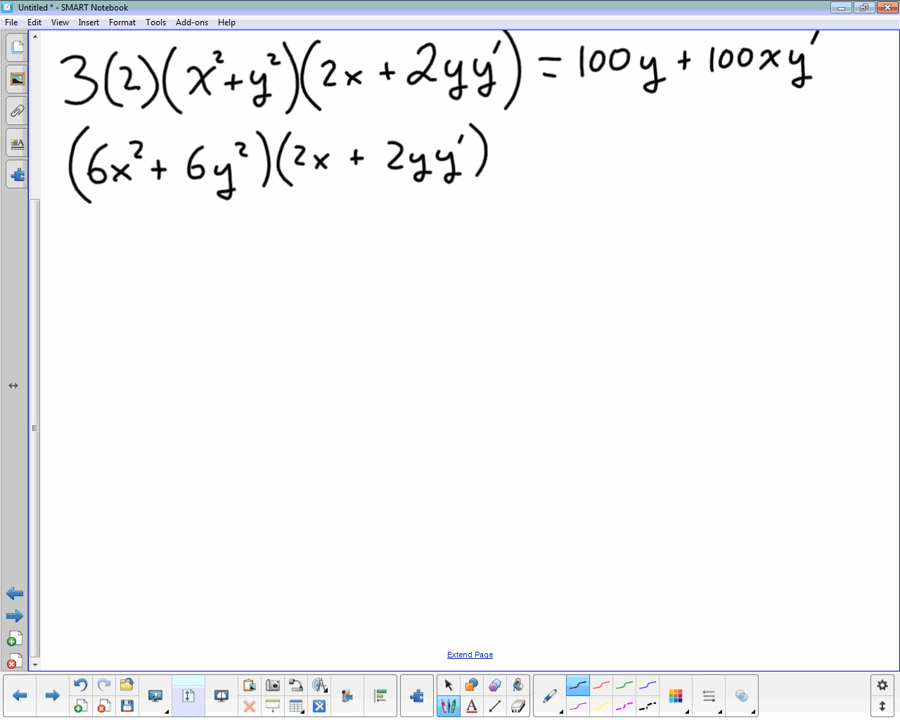 Untitled * - SMART Notebook
File Edit View Insert Format Tools Add-ons Help
3(2)(x²+y²)(2x + 2yy′) = 100y + 100xy′
(6x² + 6y²)(2x + 2yy′)
Extend Page